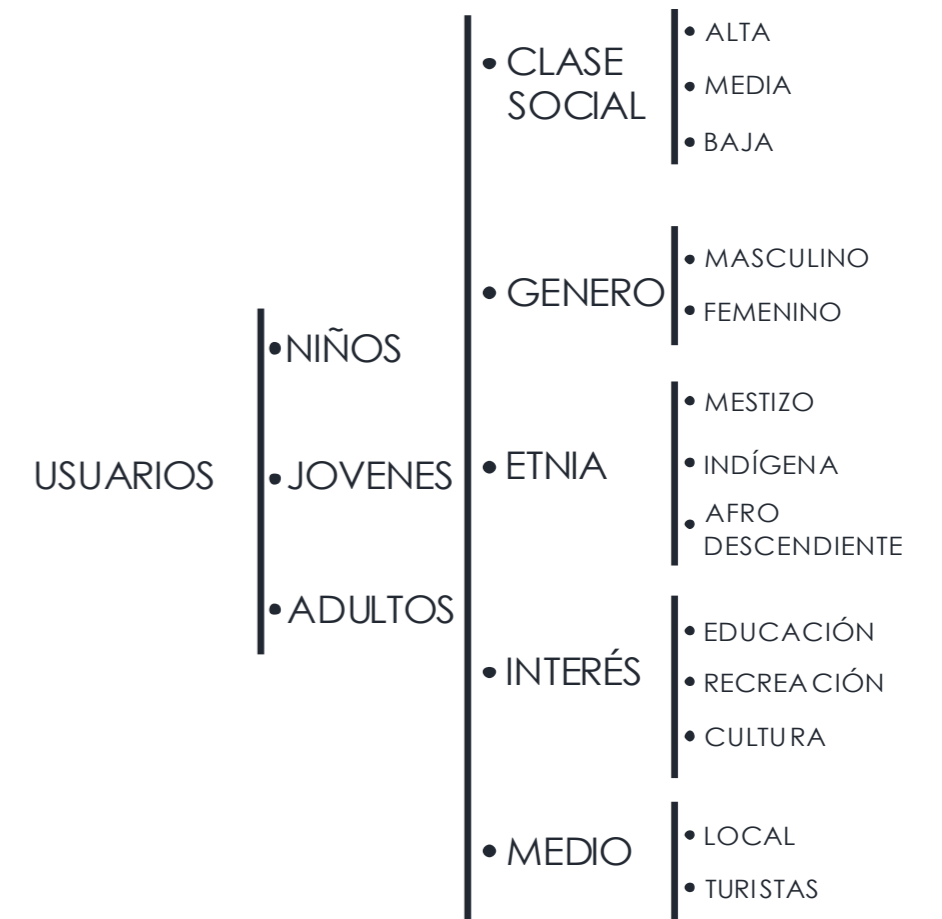 USUARIOS
•NIÑOS
•JOVENES
•ADULTOS
• CLASE
SOCIAL
• ALTA
• MEDIA
• BAJA
• GENERO
• MASCULINO
• FEMENINO
• ETNIA
• MESTIZO
• INDÍGENA
• AFRO
DESCENDIENTE
• INTERÉS
• EDUCACIÓN
• RECREACIÓN
• CULTURA
• MEDIO
• LOCAL
• TURISTAS